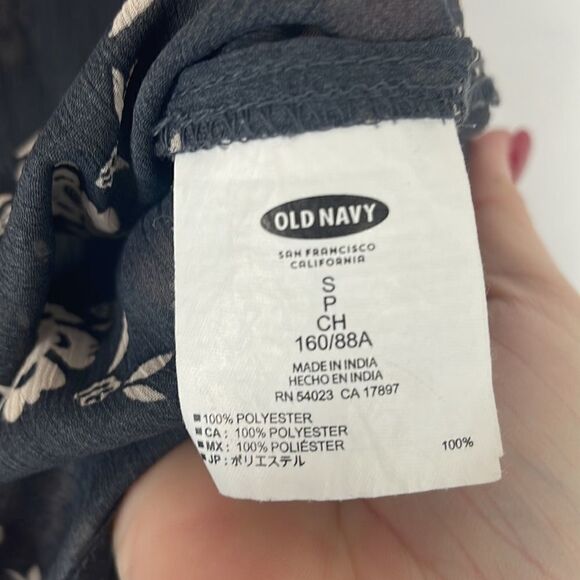 OLD NAVY
SAN FRANCISCO
CALIFORNIA
S
P
CH
160/88A
MADE IN INDIA
HECHO EN INDIA
RN 54023 CA 17897
100% POLYESTER
CA: 100% POLYESTER
MX: 100% POLIÉSTER
JP: ポリエステル 100%